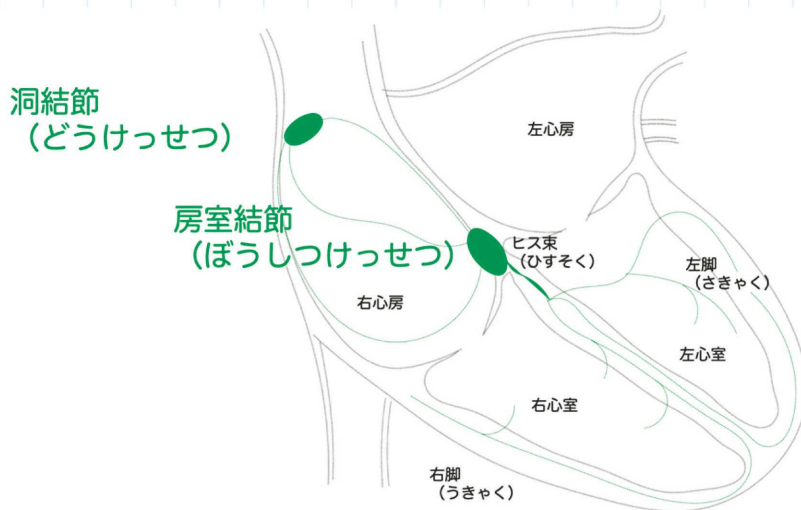 洞結節
（どうけっせつ）
左心房
房室結節
（ぼうしつけっせつ）
ヒス束
（ひすそく）
左脚
（さきゃく）
右心房
左心室
右心室
右脚
（うきゃく）